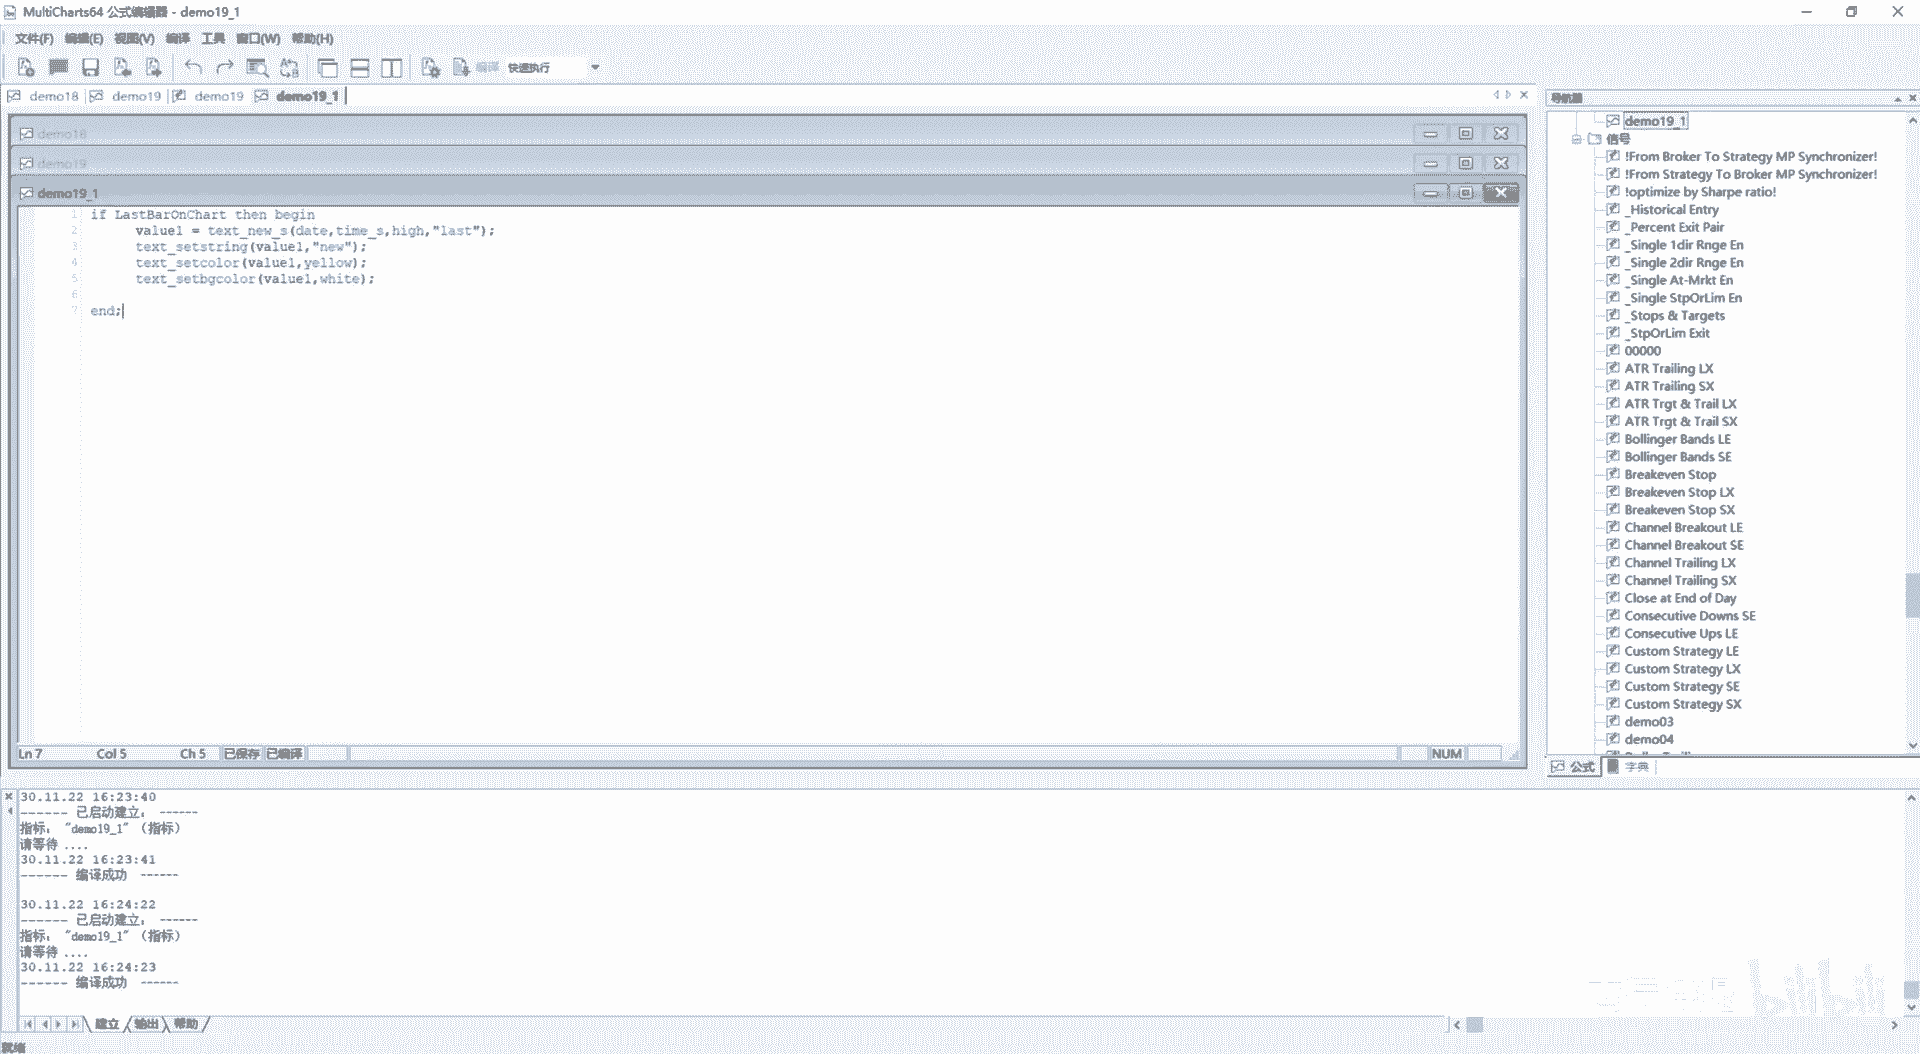 MultiCharts64 公式编辑器 - demo19_1
文件(F) 编辑(E) 视图(V) 编译 工具 窗口(W) 帮助(H)
编译 快速执行
demo18 demo19 demo19 demo19_1
demo18
demo19
demo19_1
1 if LastBarOnChart then begin
2 value1 = text_new_s(date,time_s,high,"last");
3 text_setstring(value1,"new");
4 text_setcolor(value1,yellow);
5 text_setbgcolor(value1,white);
6
7 end;
Ln 7 Col 5 Ch 5 已保存 已编译 NUM
导航器
demo19_1
信号
!From Broker To Strategy MP Synchronizer!
!From Strategy To Broker MP Synchronizer!
!optimize by Sharpe ratio!
_Historical Entry
_Percent Exit Pair
_Single 1dir Rnge En
_Single 2dir Rnge En
_Single At-Mrkt En
_Single StpOrLim En
_Stops & Targets
_StpOrLim Exit
00000
ATR Trailing LX
ATR Trailing SX
ATR Trgt & Trail LX
ATR Trgt & Trail SX
Bollinger Bands LE
Bollinger Bands SE
Breakeven Stop
Breakeven Stop LX
Breakeven Stop SX
Channel Breakout LE
Channel Breakout SE
Channel Trailing LX
Channel Trailing SX
Close at End of Day
Consecutive Downs SE
Consecutive Ups LE
Custom Strategy LE
Custom Strategy LX
Custom Strategy SE
Custom Strategy SX
demo03
demo04
公式 字典
30.11.22 16:23:40
------ 已启动建立: ------
指标: "demo19_1" (指标)
请等待 ....
30.11.22 16:23:41
------ 编译成功 ------
30.11.22 16:24:22
------ 已启动建立: ------
指标: "demo19_1" (指标)
请等待 ....
30.11.22 16:24:23
------ 编译成功 ------
建立 输出 帮助
就绪
bilibili